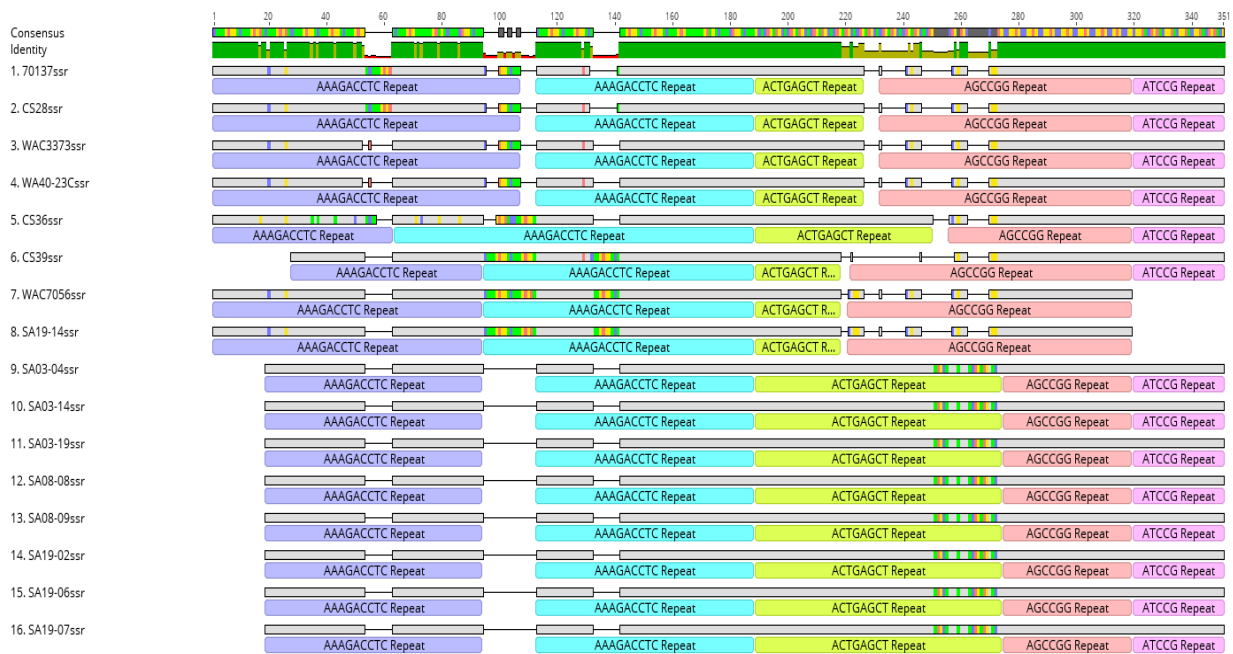 1 20 40 60 80 100 120 140 160 180 200 220 240 260 280 300 320 340 351
Consensus
Identity
1. 70137ssr
AAAGACCTC Repeat AAAGACCTC Repeat ACTGAGCT Repeat AGCCGG Repeat ATCCG Repeat
2. CS28ssr
AAAGACCTC Repeat AAAGACCTC Repeat ACTGAGCT Repeat AGCCGG Repeat ATCCG Repeat
3. WAC3373ssr
AAAGACCTC Repeat AAAGACCTC Repeat ACTGAGCT Repeat AGCCGG Repeat ATCCG Repeat
4. WA40-23Cssr
AAAGACCTC Repeat AAAGACCTC Repeat ACTGAGCT Repeat AGCCGG Repeat ATCCG Repeat
5. CS36ssr
AAAGACCTC Repeat AAAGACCTC Repeat ACTGAGCT Repeat AGCCGG Repeat ATCCG Repeat
6. CS39ssr
AAAGACCTC Repeat AAAGACCTC Repeat ACTGAGCT R... AGCCGG Repeat ATCCG Repeat
7. WAC7056ssr
AAAGACCTC Repeat AAAGACCTC Repeat ACTGAGCT R... AGCCGG Repeat
8. SA19-14ssr
AAAGACCTC Repeat AAAGACCTC Repeat ACTGAGCT R... AGCCGG Repeat
9. SA03-04ssr
AAAGACCTC Repeat AAAGACCTC Repeat ACTGAGCT Repeat AGCCGG Repeat ATCCG Repeat
10. SA03-14ssr
AAAGACCTC Repeat AAAGACCTC Repeat ACTGAGCT Repeat AGCCGG Repeat ATCCG Repeat
11. SA03-19ssr
AAAGACCTC Repeat AAAGACCTC Repeat ACTGAGCT Repeat AGCCGG Repeat ATCCG Repeat
12. SA08-08ssr
AAAGACCTC Repeat AAAGACCTC Repeat ACTGAGCT Repeat AGCCGG Repeat ATCCG Repeat
13. SA08-09ssr
AAAGACCTC Repeat AAAGACCTC Repeat ACTGAGCT Repeat AGCCGG Repeat ATCCG Repeat
14. SA19-02ssr
AAAGACCTC Repeat AAAGACCTC Repeat ACTGAGCT Repeat AGCCGG Repeat ATCCG Repeat
15. SA19-06ssr
AAAGACCTC Repeat AAAGACCTC Repeat ACTGAGCT Repeat AGCCGG Repeat ATCCG Repeat
16. SA19-07ssr
AAAGACCTC Repeat AAAGACCTC Repeat ACTGAGCT Repeat AGCCGG Repeat ATCCG Repeat